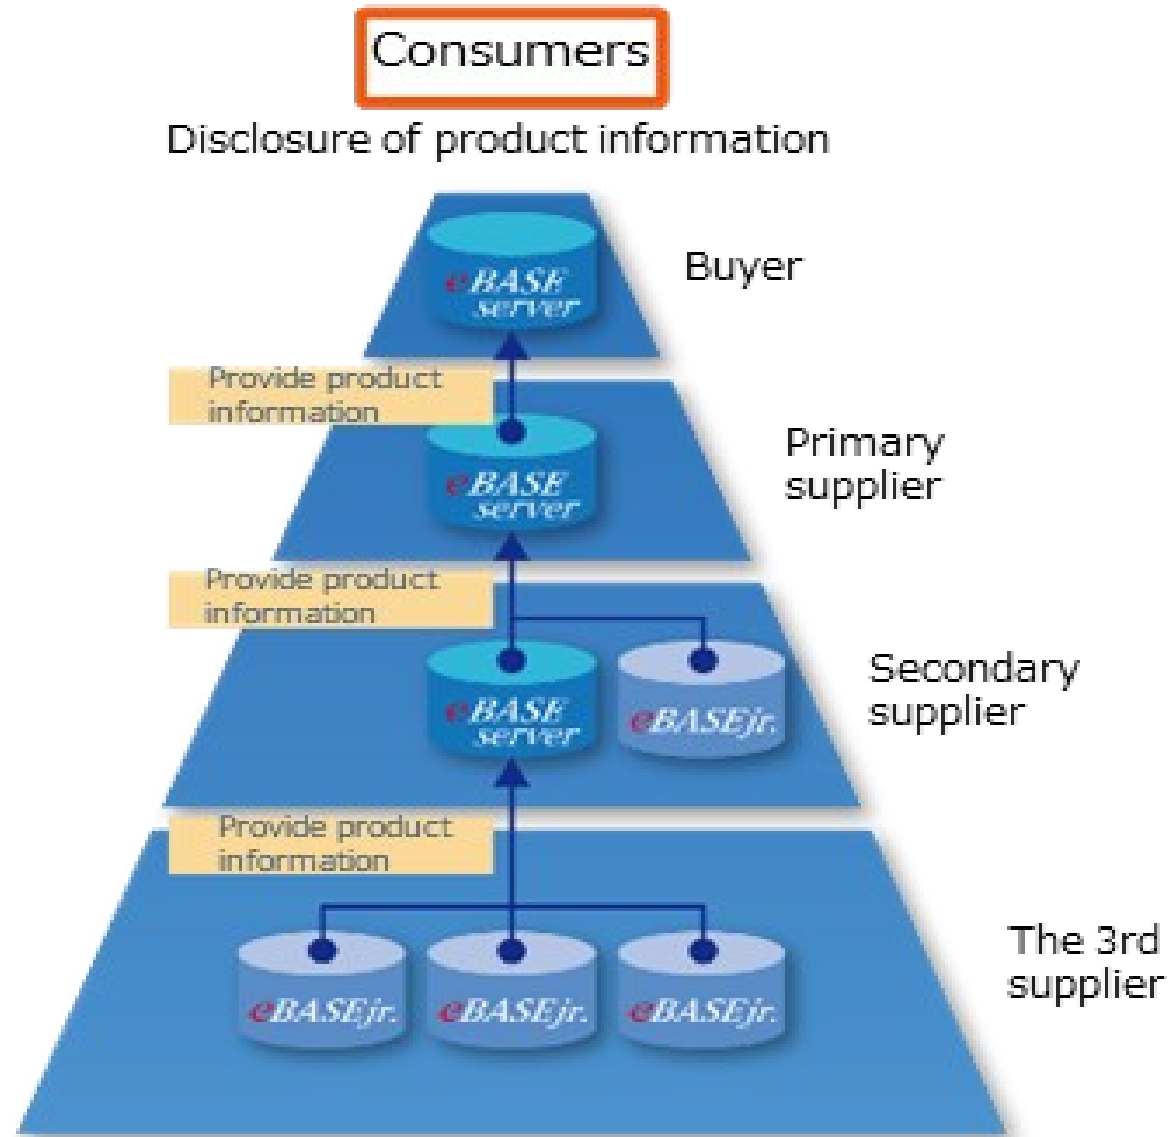 Consumers
Disclosure of product information
eBASE
server
Buyer
Provide product
information
eBASE
server
Primary
supplier
Provide product
information
eBASE
server
eBASEjr.
Secondary
supplier
Provide product
information
eBASEjr.
eBASEjr.
eBASEjr.
The 3rd
supplier